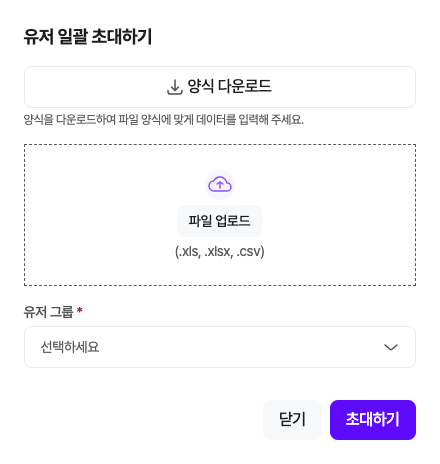 유저 일괄 초대하기
양식 다운로드
양식을 다운로드하여 파일 양식에 맞게 데이터를 입력해 주세요.
파일 업로드
(.xls, .xlsx, .csv)
유저 그룹 *
선택하세요
닫기 초대하기